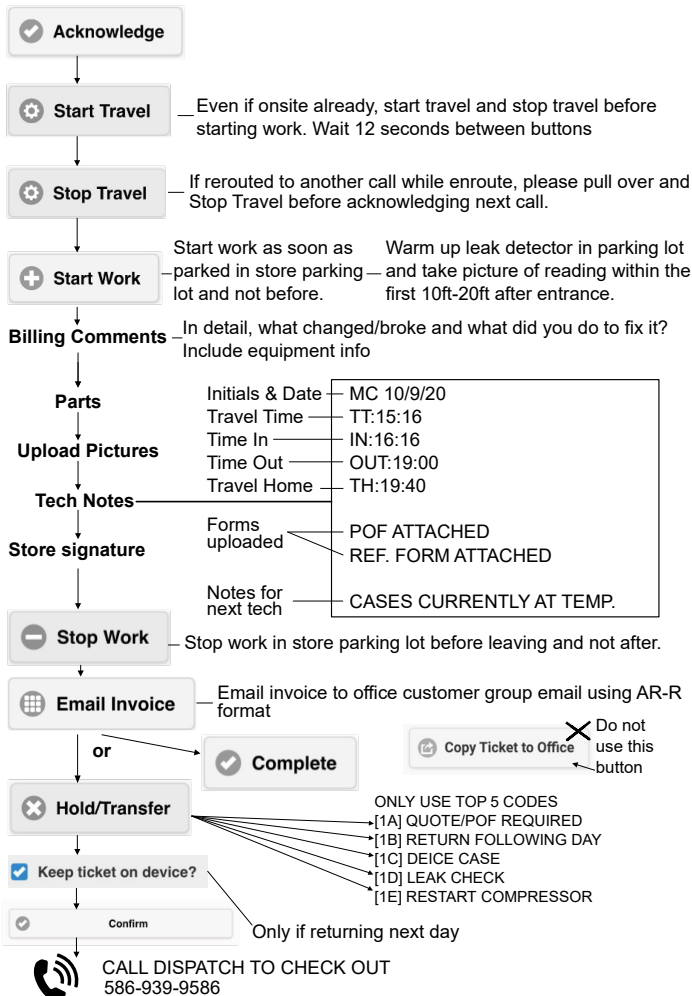 Acknowledge
Start Travel
Even if onsite already, start travel and stop travel before
starting work. Wait 12 seconds between buttons
Stop Travel
If rerouted to another call while enroute, please pull over and
Stop Travel before acknowledging next call.
Start Work
Start work as soon as
parked in store parking
lot and not before.
Warm up leak detector in parking lot
and take picture of reading within the
first 10ft-20ft after entrance.
Billing Comments
In detail, what changed/broke and what did you do to fix it?
Include equipment info
Parts
Upload Pictures
Tech Notes
Initials & Date
MC 10/9/20
Travel Time
TT:15:16
Time In
IN:16:16
Time Out
OUT:19:00
Travel Home
TH:19:40
Forms
uploaded
POF ATTACHED
REF. FORM ATTACHED
Notes for
next tech
CASES CURRENTLY AT TEMP.
Store signature
Stop Work
Stop work in store parking lot before leaving and not after.
Email Invoice
Email invoice to office customer group email using AR-R
format
or
Complete
Copy Ticket to Office
Do not
use this
button
Hold/Transfer
ONLY USE TOP 5 CODES
[1A] QUOTE/POF REQUIRED
[1B] RETURN FOLLOWING DAY
[1C] DEICE CASE
[1D] LEAK CHECK
[1E] RESTART COMPRESSOR
Keep ticket on device?
Confirm
Only if returning next day
CALL DISPATCH TO CHECK OUT
586-939-9586